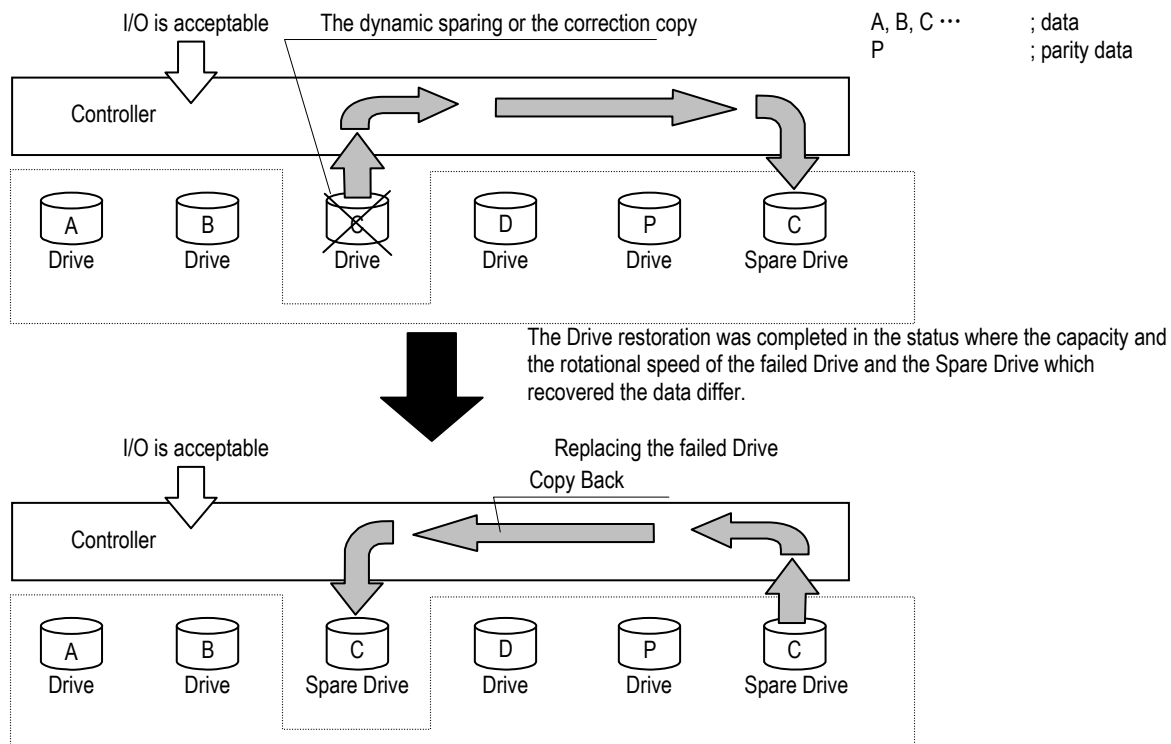 I/O is acceptable
The dynamic sparing or the correction copy
A, B, C ··· ; data
P ; parity data
Controller
A
B
C
D
P
C
Drive
Drive
Drive
Drive
Drive
Spare Drive
The Drive restoration was completed in the status where the capacity and
the rotational speed of the failed Drive and the Spare Drive which
recovered the data differ.
I/O is acceptable
Replacing the failed Drive
Copy Back
Controller
A
B
C
D
P
C
Drive
Drive
Spare Drive
Drive
Drive
Spare Drive